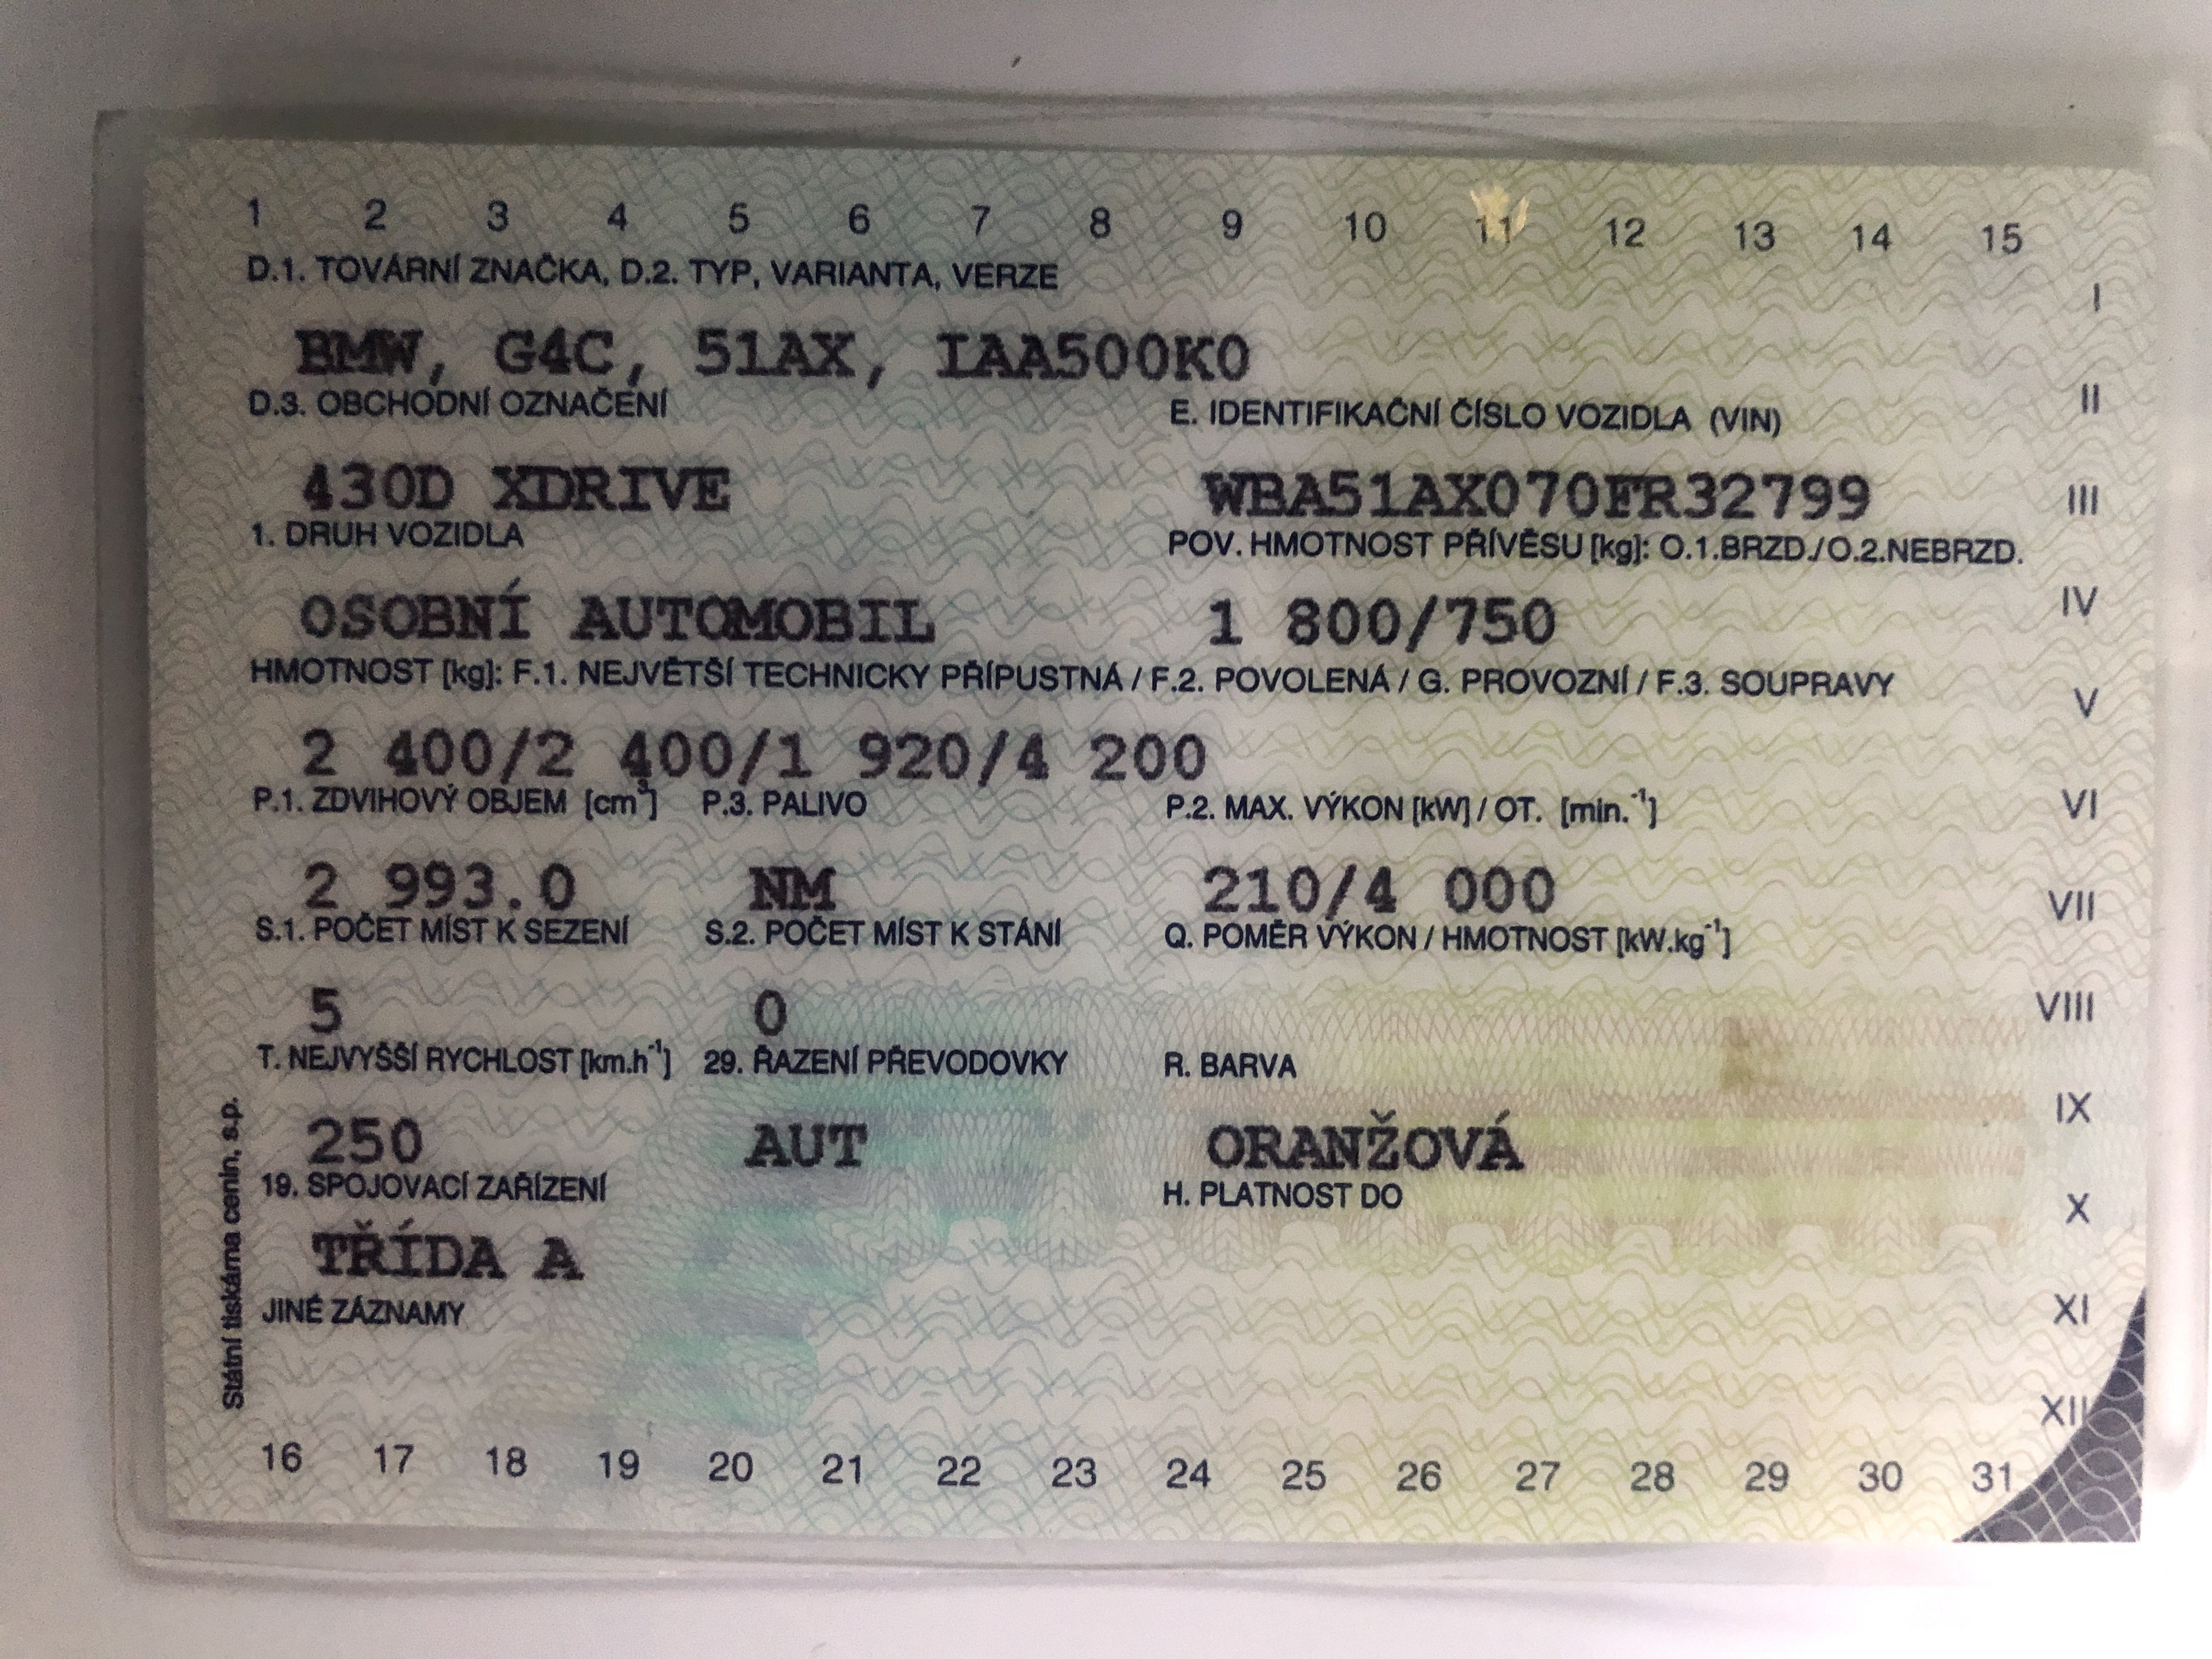 1 2 3 4 5 6 7 8 9 10 11 12 13 14 15
D.1. TOVÁRNÍ ZNAČKA, D.2. TYP, VARIANTA, VERZE
I
BMW, G4C, 51AX, IAA500K0
D.3. OBCHODNÍ OZNAČENÍ E. IDENTIFIKAČNÍ ČÍSLO VOZIDLA (VIN)
II
430D XDRIVE WBA51AX070FR32799
III
1. DRUH VOZIDLA POV. HMOTNOST PŘÍVĚSU [kg]: O.1.BRZD./O.2.NEBRZD.
OSOBNÍ AUTOMOBIL 1 800/750
IV
HMOTNOST [kg]: F.1. NEJVĚTŠÍ TECHNICKY PŘÍPUSTNÁ / F.2. POVOLENÁ / G. PROVOZNÍ / F.3. SOUPRAVY
V
2 400/2 400/1 920/4 200
P.1. ZDVIHOVÝ OBJEM [cm³] P.3. PALIVO P.2. MAX. VÝKON [kW] / OT. [min.⁻¹]
VI
2 993.0 NM 210/4 000
VII
S.1. POČET MÍST K SEZENÍ S.2. POČET MÍST K STÁNÍ Q. POMĚR VÝKON / HMOTNOST [kW.kg⁻¹]
5 0
VIII
T. NEJVYŠŠÍ RYCHLOST [km.h⁻¹] 29. ŘAZENÍ PŘEVODOVKY R. BARVA
IX
250 AUT ORANŽOVÁ
19. SPOJOVACÍ ZAŘÍZENÍ H. PLATNOST DO
X
TŘÍDA A
JINÉ ZÁZNAMY
XI
XII
Státní tiskárna cenin, s.p.
16 17 18 19 20 21 22 23 24 25 26 27 28 29 30 31